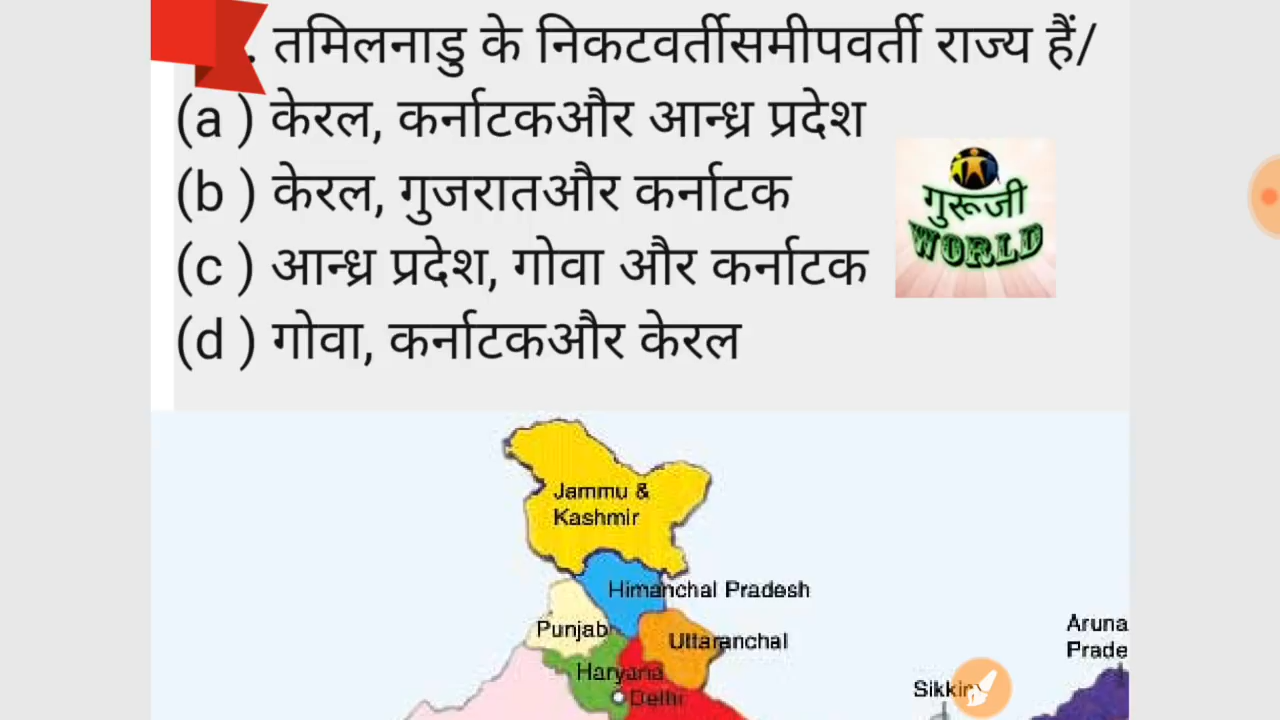 . तमिलनाडु के निकटवर्तीसमीपवर्ती राज्य हैं/
(a ) केरल, कर्नाटकऔर आन्ध्र प्रदेश
(b ) केरल, गुजरातऔर कर्नाटक
(c ) आन्ध्र प्रदेश, गोवा और कर्नाटक
(d ) गोवा, कर्नाटकऔर केरल
गुरूजी
WORLD
Jammu &
Kashmir
Himanchal Pradesh
Punjab
Uttaranchal
Haryana
Delhi
Aruna
Prade
Sikkim